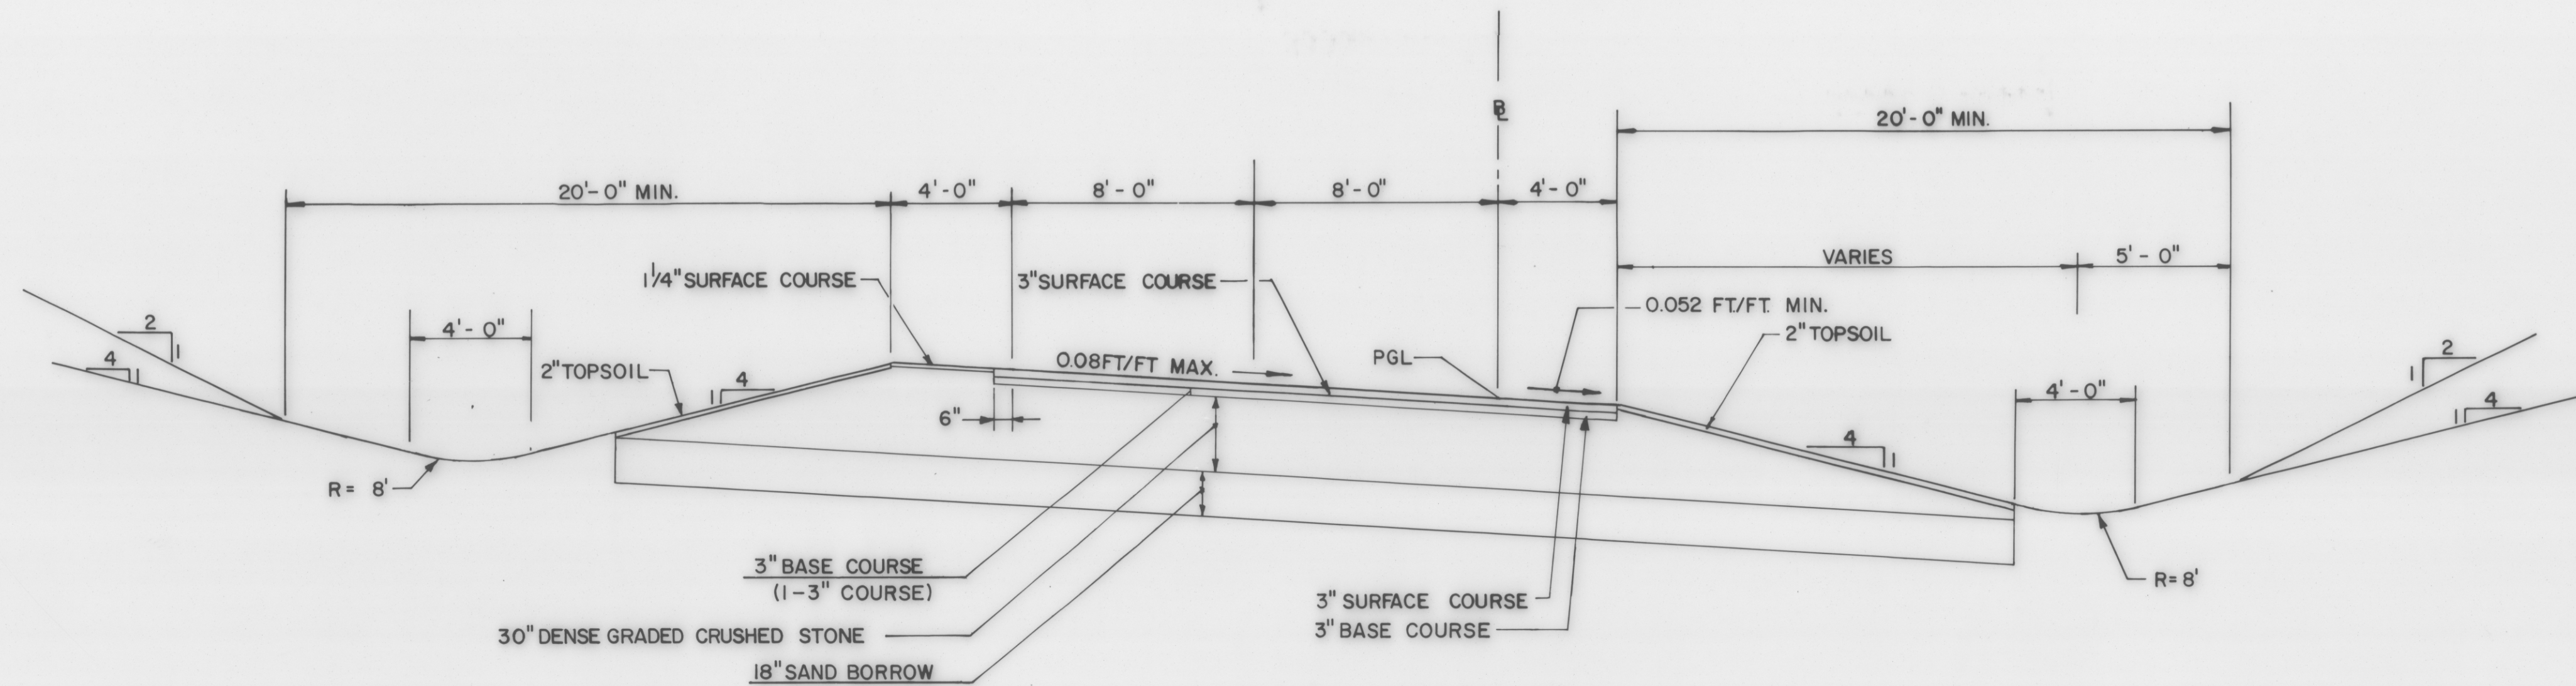 B
20'-0" MIN.
20'-0" MIN.
4'-0"
8'-0"
8'-0"
4'-0"
VARIES
5'-0"
1 1/4" SURFACE COURSE
3" SURFACE COURSE
0.052 FT./FT. MIN.
2" TOPSOIL
2
1
4
1
4'-0"
2" TOPSOIL
1
4
0.08FT/FT MAX.
PGL
2
1
4
1
4'-0"
6"
4
1
R= 8'
R=8'
3" BASE COURSE
(1-3" COURSE)
30" DENSE GRADED CRUSHED STONE
18" SAND BORROW
3" SURFACE COURSE
3" BASE COURSE